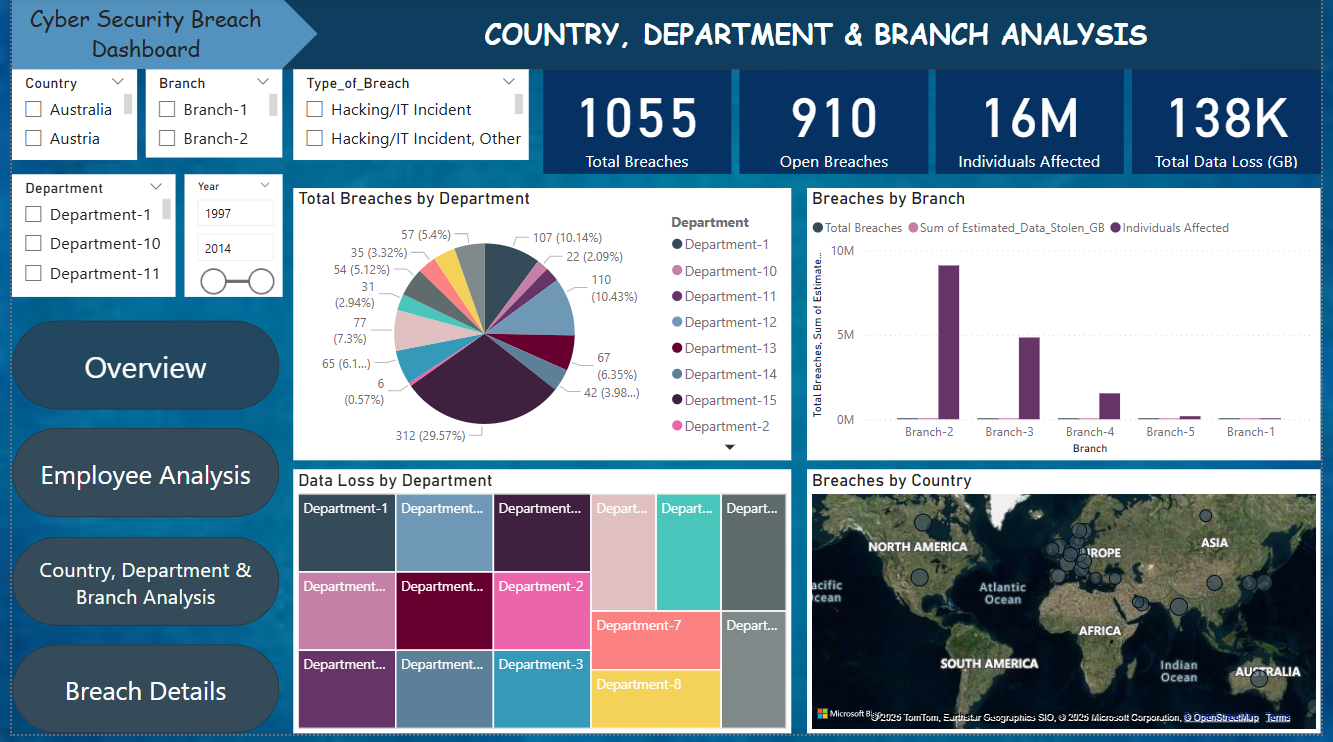 Cyber Security Breach
Dashboard
COUNTRY, DEPARTMENT & BRANCH ANALYSIS
Country
Australia
Austria
Branch
Branch-1
Branch-2
Type_of_Breach
Hacking/IT Incident
Hacking/IT Incident, Other
1055
Total Breaches
910
Open Breaches
16M
Individuals Affected
138K
Total Data Loss (GB)
Department
Department-1
Department-10
Department-11
Year
1997
2014
Overview
Employee Analysis
Country, Department &
Branch Analysis
Breach Details
Total Breaches by Department
57 (5.4%)
107 (10.14%)
35 (3.32%)
22 (2.09%)
54 (5.12%)
110
(10.43%)
31
(2.94%)
77
(7.3%)
67
(6.35%)
65 (6.1...)
42 (3.98...)
6
(0.57%)
312 (29.57%)
Department
Department-1
Department-10
Department-11
Department-12
Department-13
Department-14
Department-15
Department-2
Breaches by Branch
Total Breaches Sum of Estimated_Data_Stolen_GB Individuals Affected
Total Breaches, Sum of Estimate...
10M
5M
0M
Branch-2 Branch-3 Branch-4 Branch-5 Branch-1
Branch
Data Loss by Department
Department-1 Department... Department... Depart... Depart... Depart...
Department... Department... Department-2
Department-7 Depart...
Department... Department... Department-3
Department-8
Breaches by Country
NORTH AMERICA
EUROPE
ASIA
acific
cean
Atlantic
Ocean
AFRICA
SOUTH AMERICA
Indian
Ocean
AUSTRALIA
Microsoft Bing
© 2025 TomTom, Earthstar Geographics SIO, © 2025 Microsoft Corporation, © OpenStreetMap Terms